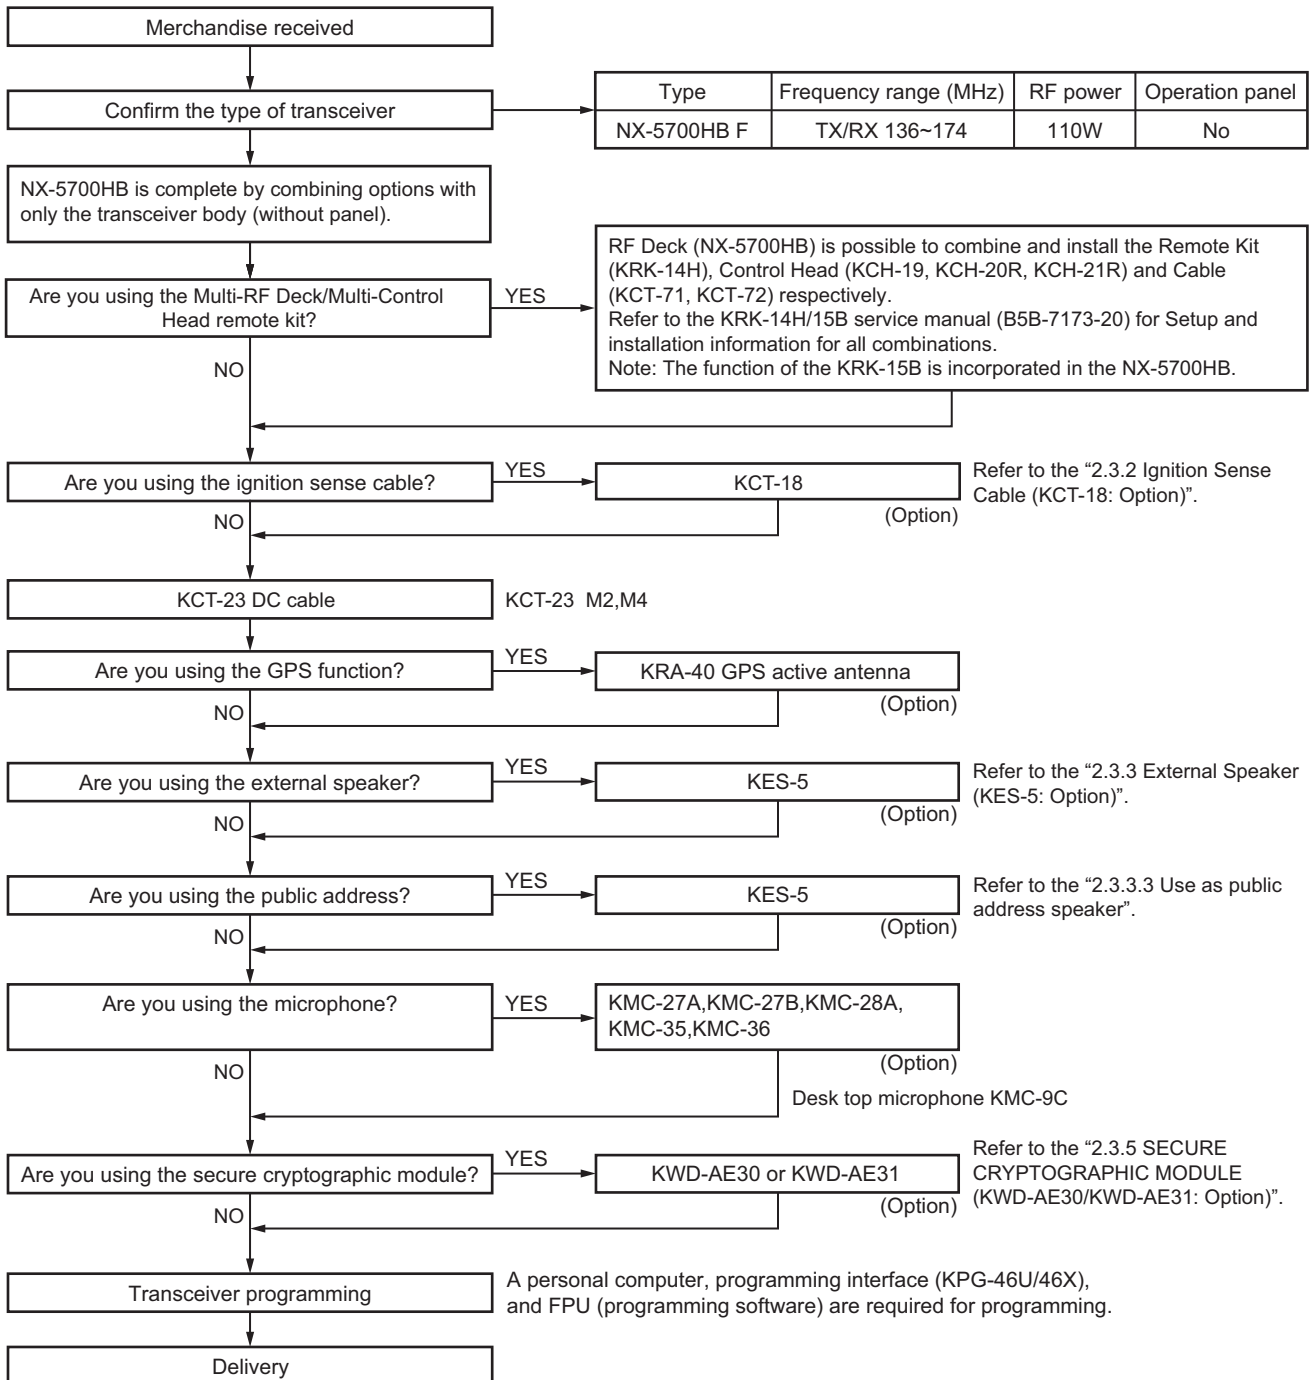 Merchandise received
Confirm the type of transceiver
Type Frequency range (MHz) RF power Operation panel
NX-5700HB F TX/RX 136~174 110W No
NX-5700HB is complete by combining options with
only the transceiver body (without panel).
Are you using the Multi-RF Deck/Multi-Control
Head remote kit?
YES
RF Deck (NX-5700HB) is possible to combine and install the Remote Kit
(KRK-14H), Control Head (KCH-19, KCH-20R, KCH-21R) and Cable
(KCT-71, KCT-72) respectively.
Refer to the KRK-14H/15B service manual (B5B-7173-20) for Setup and
installation information for all combinations.
Note: The function of the KRK-15B is incorporated in the NX-5700HB.
NO
Are you using the ignition sense cable?
YES
KCT-18
(Option)
Refer to the “2.3.2 Ignition Sense
Cable (KCT-18: Option)”.
NO
KCT-23 DC cable
KCT-23 M2,M4
Are you using the GPS function?
YES
KRA-40 GPS active antenna
(Option)
NO
Are you using the external speaker?
YES
KES-5
(Option)
Refer to the “2.3.3 External Speaker
(KES-5: Option)”.
NO
Are you using the public address?
YES
KES-5
(Option)
Refer to the “2.3.3.3 Use as public
address speaker”.
NO
Are you using the microphone?
YES
KMC-27A,KMC-27B,KMC-28A,
KMC-35,KMC-36
(Option)
NO
Desk top microphone KMC-9C
Are you using the secure cryptographic module?
YES
KWD-AE30 or KWD-AE31
(Option)
Refer to the “2.3.5 SECURE
CRYPTOGRAPHIC MODULE
(KWD-AE30/KWD-AE31: Option)”.
NO
Transceiver programming
A personal computer, programming interface (KPG-46U/46X),
and FPU (programming software) are required for programming.
Delivery